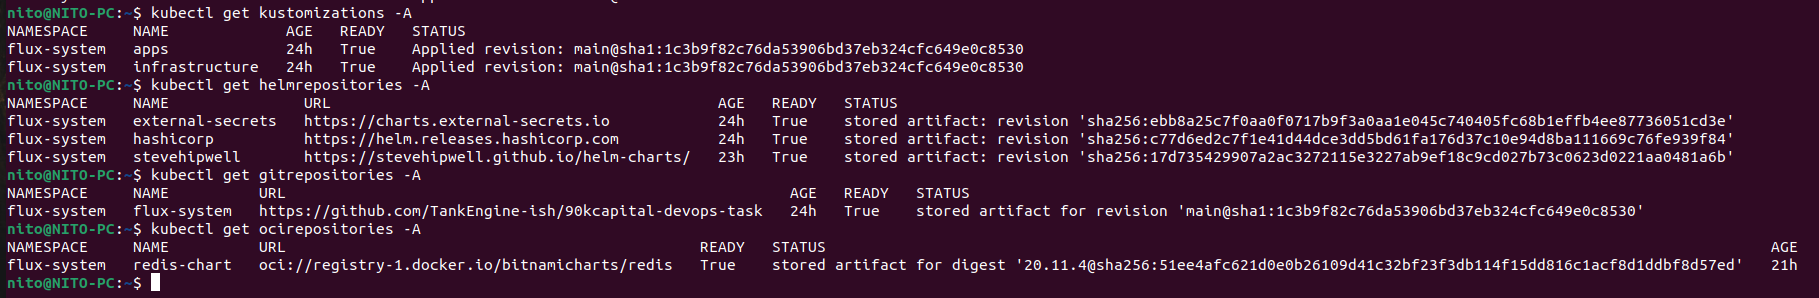 nito@NITO-PC:~$ kubectl get kustomizations -A
NAMESPACE     NAME             AGE   READY   STATUS
flux-system   apps             24h   True    Applied revision: main@sha1:1c3b9f82c76da53906bd37eb324cfc649e0c8530
flux-system   infrastructure   24h   True    Applied revision: main@sha1:1c3b9f82c76da53906bd37eb324cfc649e0c8530
nito@NITO-PC:~$ kubectl get helmrepositories -A
NAMESPACE     NAME               URL                                           AGE   READY   STATUS
flux-system   external-secrets   https://charts.external-secrets.io            24h   True    stored artifact: revision 'sha256:ebb8a25c7f0aa0f0717b9f3a0aa1e045c740405fc68b1effb4ee87736051cd3e'
flux-system   hashicorp          https://helm.releases.hashicorp.com           24h   True    stored artifact: revision 'sha256:c77d6ed2c7f1e41d44dce3dd5bd61fa176d37c10e94d8ba111669c76fe939f84'
flux-system   stevehipwell       https://stevehipwell.github.io/helm-charts/   23h   True    stored artifact: revision 'sha256:17d735429907a2ac3272115e3227ab9ef18c9cd027b73c0623d0221aa0481a6b'
nito@NITO-PC:~$ kubectl get gitrepositories -A
NAMESPACE     NAME          URL                                                        AGE   READY   STATUS
flux-system   flux-system   https://github.com/TankEngine-ish/90kcapital-devops-task   24h   True    stored artifact for revision 'main@sha1:1c3b9f82c76da53906bd37eb324cfc649e0c8530'
nito@NITO-PC:~$ kubectl get ocirepositories -A
NAMESPACE     NAME          URL                                              READY   STATUS                                                                                                        AGE
flux-system   redis-chart   oci://registry-1.docker.io/bitnamicharts/redis   True    stored artifact for digest '20.11.4@sha256:51ee4afc621d0e0b26109d41c32bf23f3db114f15dd816c1acf8d1ddbf8d57ed'   21h
nito@NITO-PC:~$